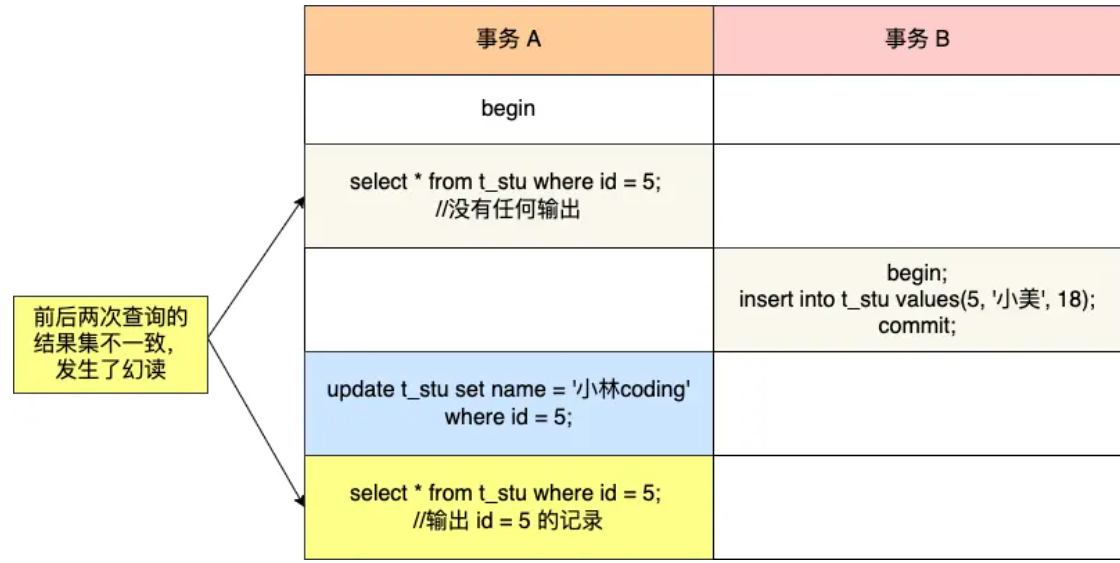 事务 A
事务 B
begin
select * from t_stu where id = 5;
//没有任何输出
begin;
insert into t_stu values(5, '小美', 18);
commit;
前后两次查询的
结果集不一致，
发生了幻读
update t_stu set name = '小林coding'
where id = 5;
select * from t_stu where id = 5;
//输出 id = 5 的记录